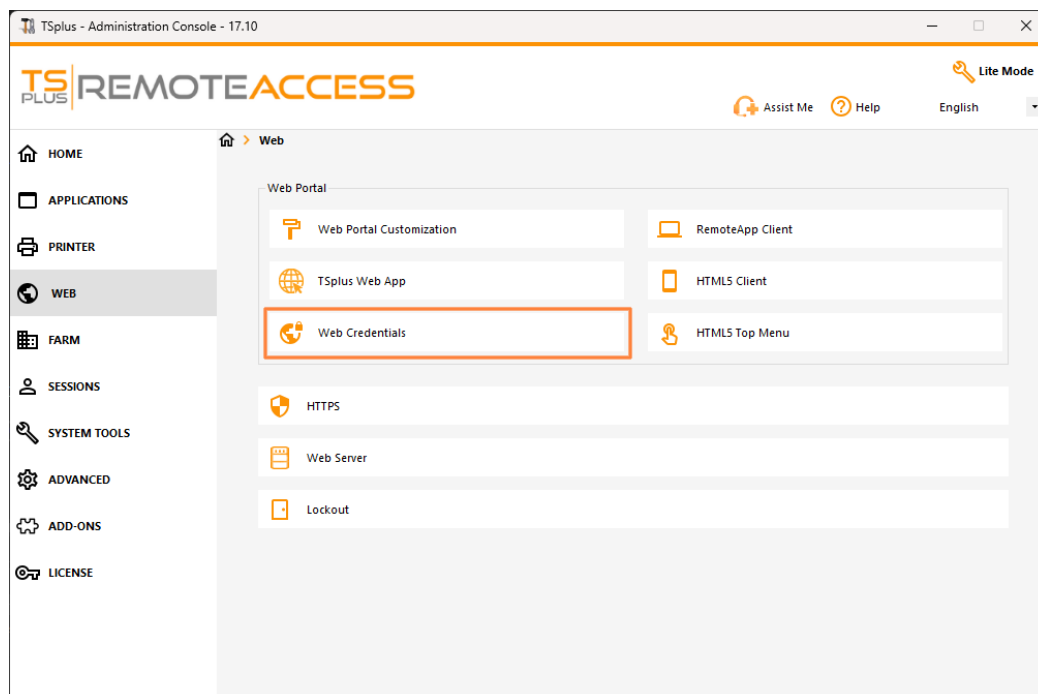 TSplus - Administration Console - 17.10
TS PLUS REMOTEACCESS
Lite Mode
Assist Me
Help
English
HOME
APPLICATIONS
PRINTER
WEB
FARM
SESSIONS
SYSTEM TOOLS
ADVANCED
ADD-ONS
LICENSE
Web
Web Portal
Web Portal Customization
RemoteApp Client
TSplus Web App
HTML5 Client
Web Credentials
HTML5 Top Menu
HTTPS
Web Server
Lockout